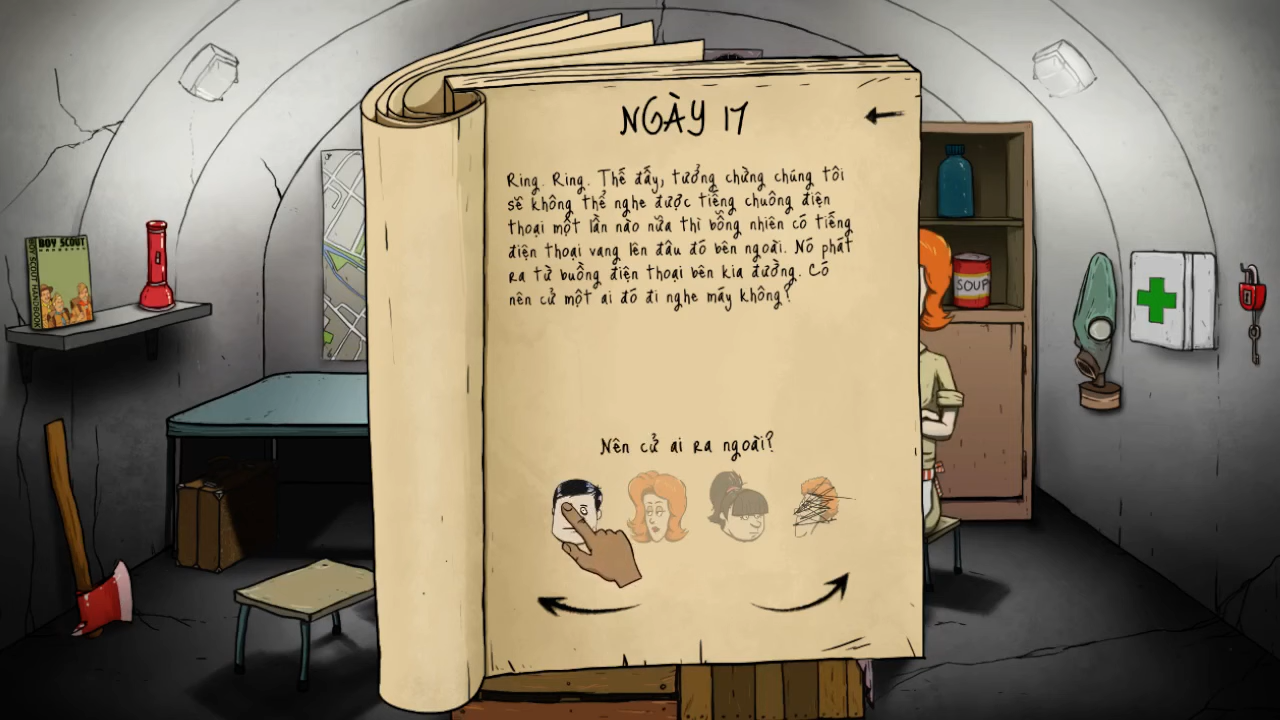 NGÀY 17
Ring. Ring. Thế đấy, tưởng chừng chúng tôi
sẽ không thể nghe được tiếng chuông điện
thoại một lần nào nữa thì bỗng nhiên có tiếng
điện thoại vang lên đâu đó bên ngoài. Nó phát
ra từ buồng điện thoại bên kia đường. Có
nên cử một ai đó đi nghe máy không?
Nên cử ai ra ngoài?
BOY SCOUT
BOY SCOUT HANDBOOK
SOUP